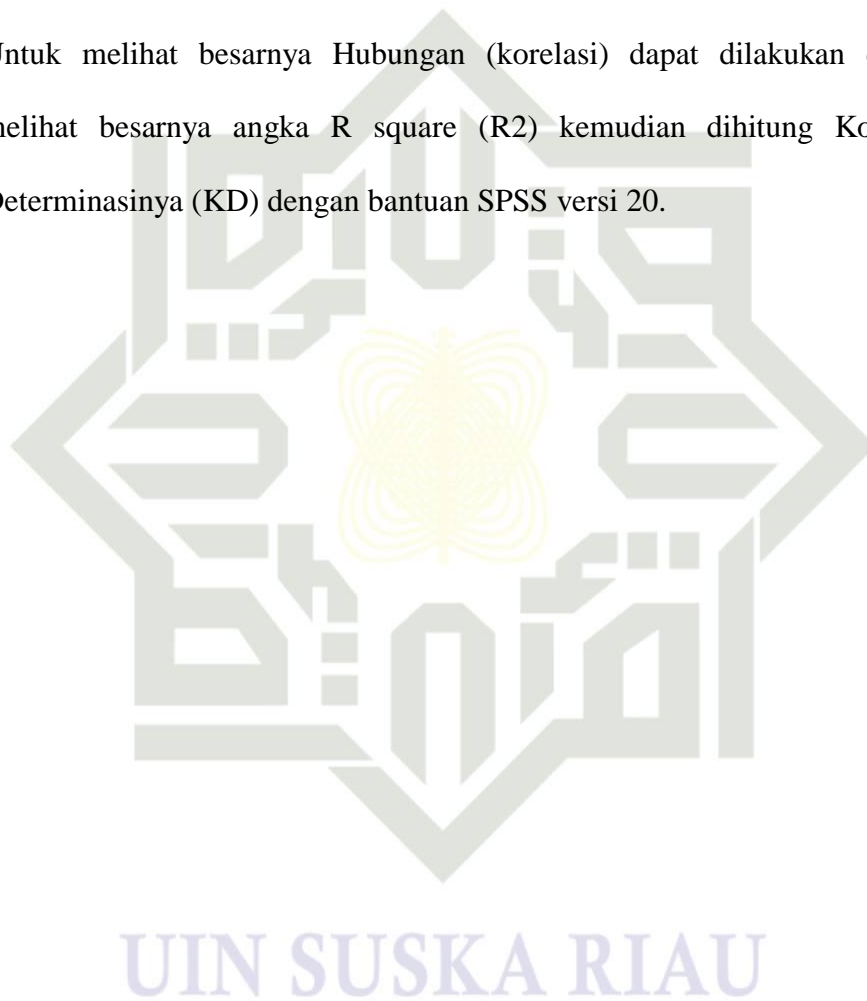 ntuk melihat besarnya Hubungan (korelasi) dapat dilakukan
melihat besarnya angka R square (R2) kemudian dihitung Ko
Determinasinya (KD) dengan bantuan SPSS versi 20.
UIN SUSKA RIAU